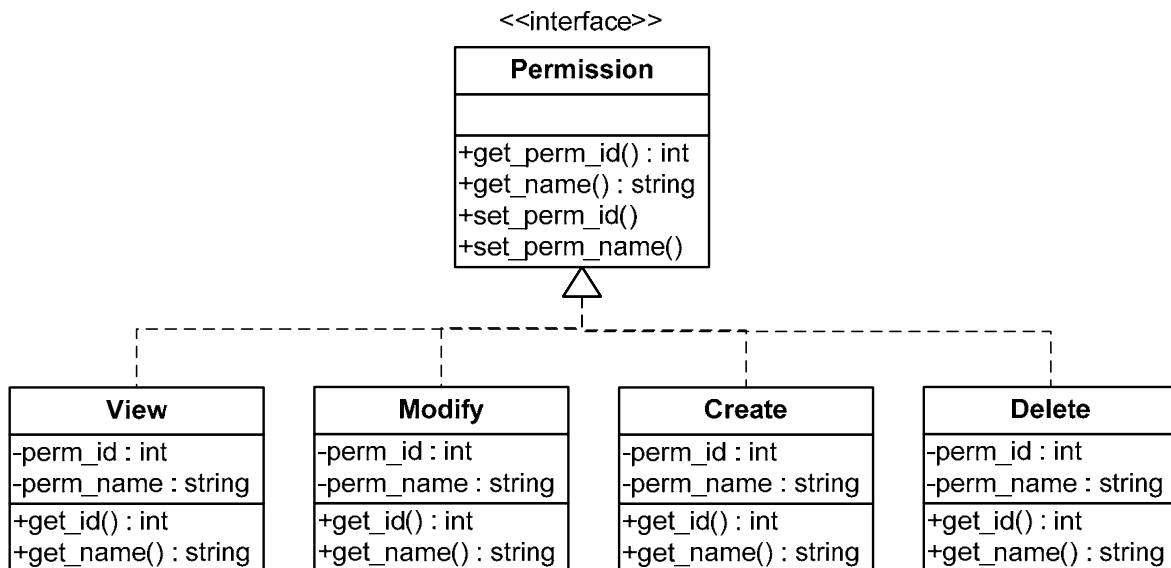 <<interface>>
Permission
+get_perm_id() : int
+get_name() : string
+set_perm_id()
+set_perm_name()
View
-perm_id : int
-perm_name : string
+get_id() : int
+get_name() : string
Modify
-perm_id : int
-perm_name : string
+get_id() : int
+get_name() : string
Create
-perm_id : int
-perm_name : string
+get_id() : int
+get_name() : string
Delete
-perm_id : int
-perm_name : string
+get_id() : int
+get_name() : string